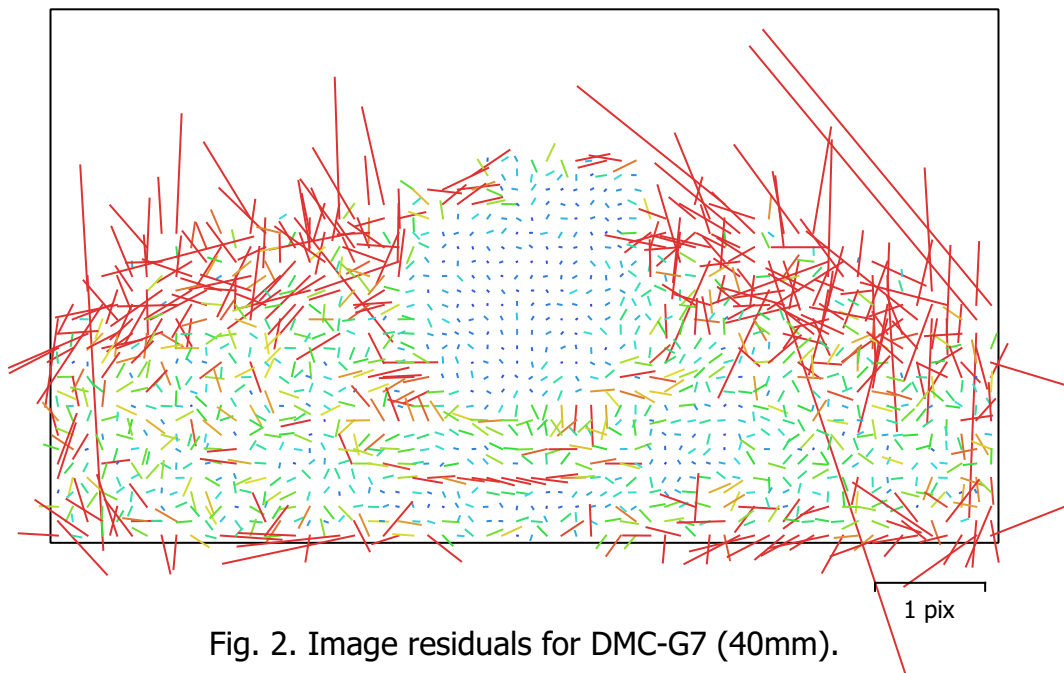 1 pix
Fig. 2. Image residuals for DMC-G7 (40mm).